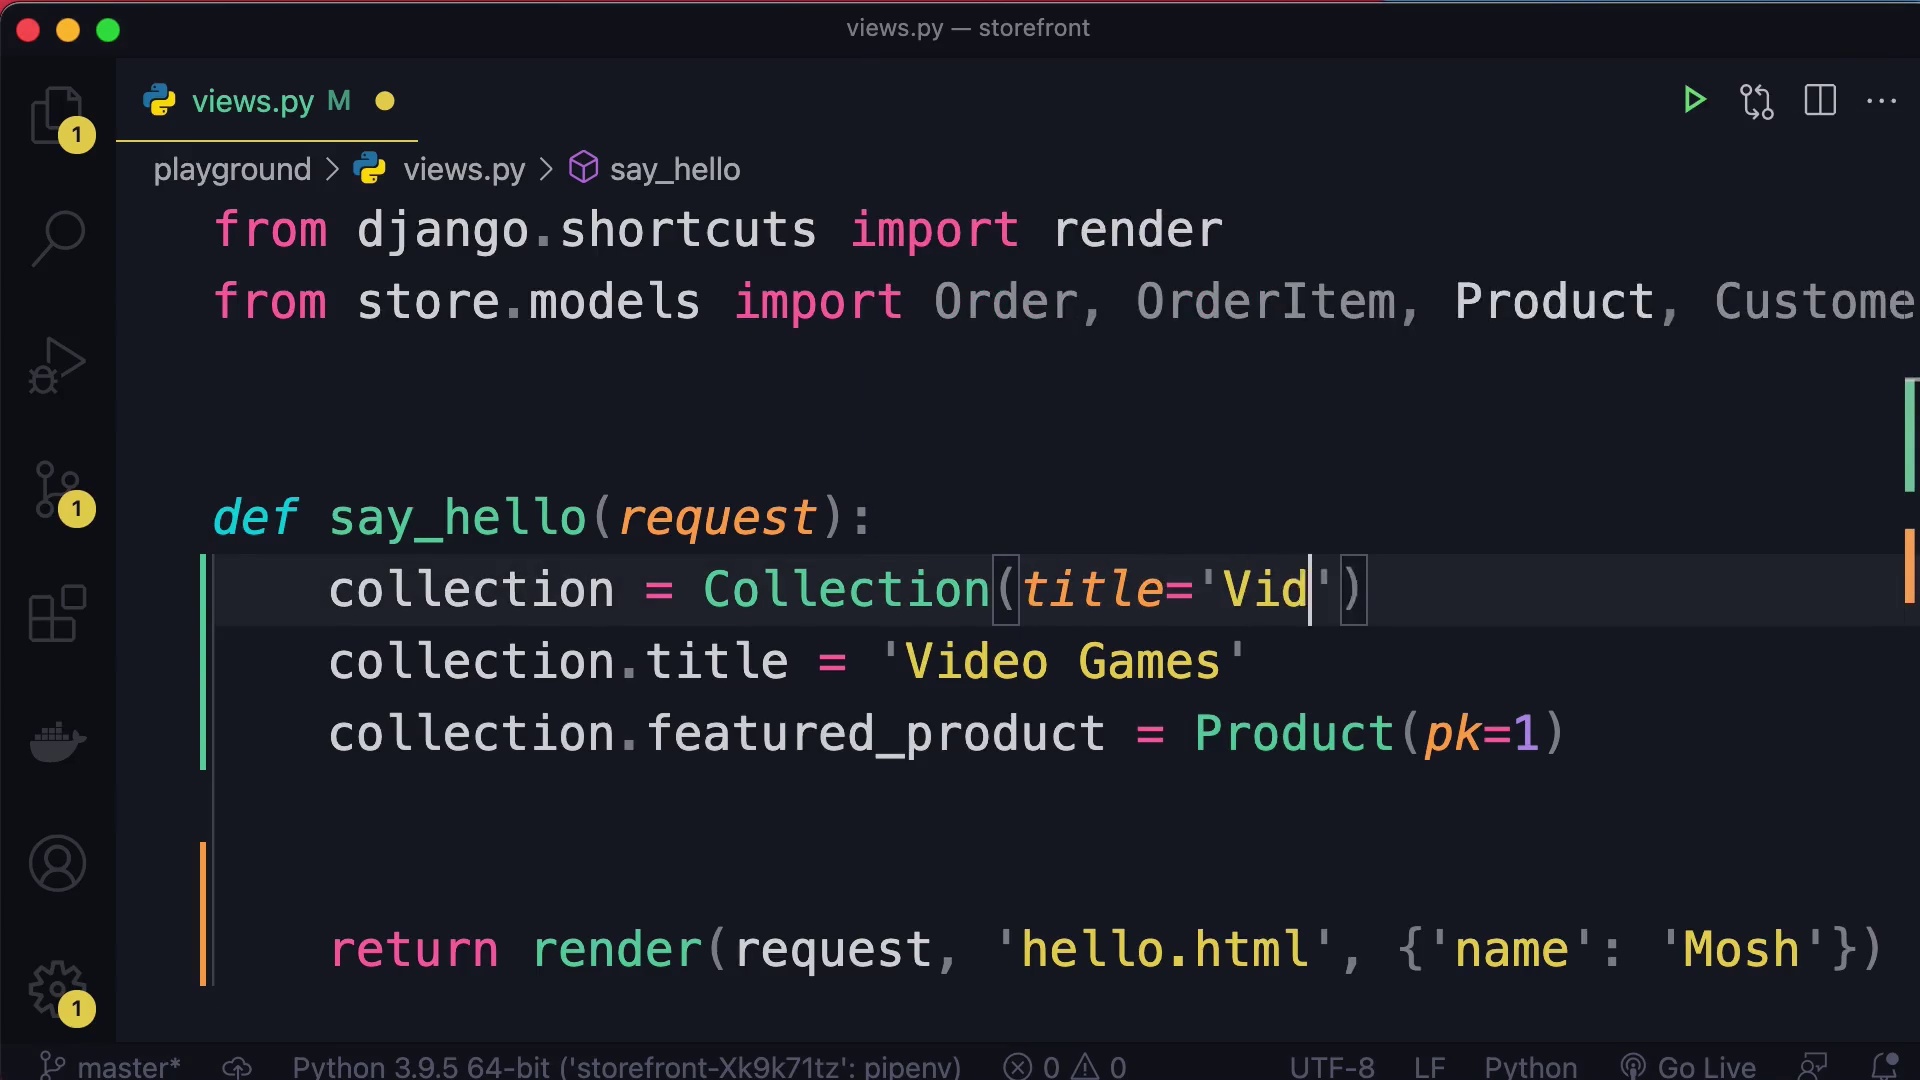 views.py — storefront
views.py M
1
playground > views.py > say_hello
from django.shortcuts import render
from store.models import Order, OrderItem, Product, Custome
def say_hello(request):
1
collection = Collection(title='Vid')
collection.title = 'Video Games'
collection.featured_product = Product(pk=1)
return render(request, 'hello.html', {'name': 'Mosh'})
1
master* Python 3.9.5 64-bit ('storefront-Xk9k71tz': pipenv) 0 0 UTF-8 LF Python Go Live